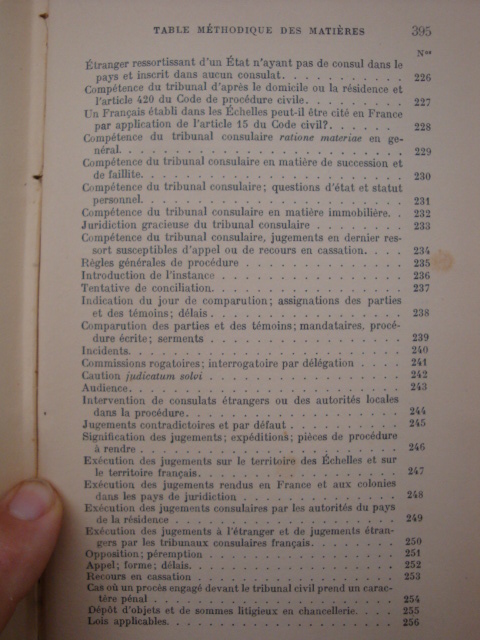 TABLE MÉTHODIQUE DES MATIÈRES 395
Nos
Étranger ressortissant d'un État n'ayant pas de consul dans le
pays et inscrit dans aucun consulat. . . . . . . . . . . 226
Compétence du tribunal d'après le domicile ou la résidence et
l'article 420 du Code de procédure civile. . . . . . . . . 227
Un Français établi dans les Échelles peut-il être cité en France
par application de l'article 15 du Code civil? . . . . . . 228
Compétence du tribunal consulaire ratione materiae en gé-
néral. . . . . . . . . . . . . . . . . . . . . . . 229
Compétence du tribunal consulaire en matière de succession et
de faillite. . . . . . . . . . . . . . . . . . . . . 230
Compétence du tribunal consulaire; questions d'état et statut
personnel. . . . . . . . . . . . . . . . . . . . . 231
Compétence du tribunal consulaire en matière immobilière. . 232
Juridiction gracieuse du tribunal consulaire . . . . . . . 233
Compétence du tribunal consulaire, jugements en dernier res-
sort susceptibles d'appel ou de recours en cassation. . . . 234
Règles générales de procédure . . . . . . . . . . . . . 235
Introduction de l'instance . . . . . . . . . . . . . . 236
Tentative de conciliation. . . . . . . . . . . . . . . 237
Indication du jour de comparution; assignations des parties
et des témoins; délais . . . . . . . . . . . . . . . 238
Comparution des parties et des témoins; mandataires, procé-
dure écrite; serments . . . . . . . . . . . . . . . 239
Incidents. . . . . . . . . . . . . . . . . . . . . 240
Commissions rogatoires; interrogatoire par délégation . . . . 241
Caution judicatum solvi . . . . . . . . . . . . . . . 242
Audience. . . . . . . . . . . . . . . . . . . . . 243
Intervention de consulats étrangers ou des autorités locales
dans la procédure. . . . . . . . . . . . . . . . . 244
Jugements contradictoires et par défaut . . . . . . . . . 245
Signification des jugements; expéditions; pièces de procédure
à rendre . . . . . . . . . . . . . . . . . . . . 246
Exécution des jugements sur le territoire des Échelles et sur
le territoire français. . . . . . . . . . . . . . . . 247
Exécution des jugements rendus en France et aux colonies
dans les pays de juridiction . . . . . . . . . . . . 248
Exécution des jugements consulaires par les autorités du pays
de la résidence . . . . . . . . . . . . . . . . . 249
Exécution des jugements à l'étranger et de jugements étran-
gers par les tribunaux consulaires français. . . . . . . . 250
Opposition; péremption . . . . . . . . . . . . . . . 251
Appel; forme; délais. . . . . . . . . . . . . . . . 252
Recours en cassation . . . . . . . . . . . . . . . . 253
Cas où un procès engagé devant le tribunal civil prend un carac-
tère pénal . . . . . . . . . . . . . . . . . . . 254
Dépôt d'objets et de sommes litigieux en chancellerie. . . . 255
Lois applicables. . . . . . . . . . . . . . . . . . 256